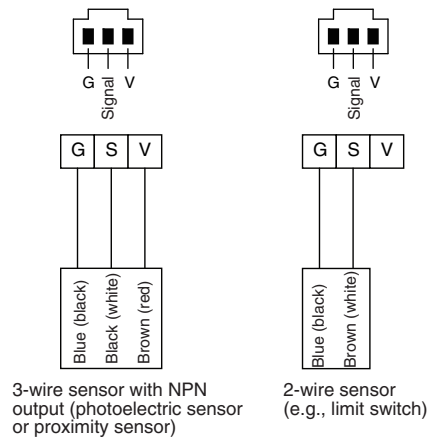 G Signal V
G S V
Blue (black)
Black (white)
Brown (red)
3-wire sensor with NPN
output (photoelectric sensor
or proximity sensor)
G Signal V
G S V
Blue (black)
Brown (white)
2-wire sensor
(e.g., limit switch)